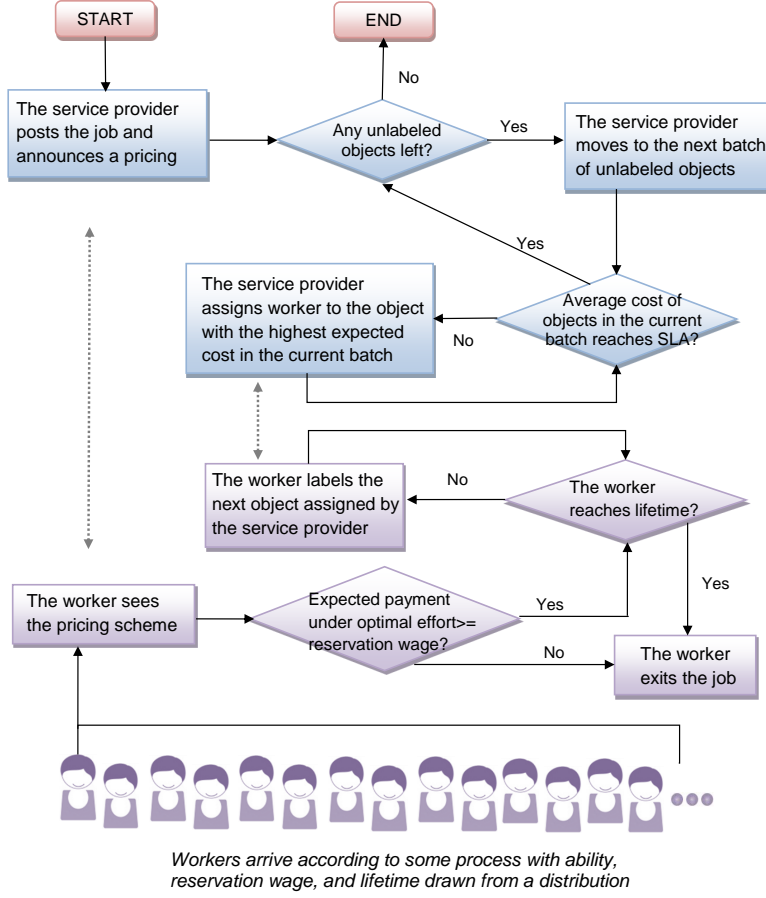 START
END
No
The service provider
posts the job and
announces a pricing
Any unlabeled
objects left?
Yes
The service provider
moves to the next batch
of unlabeled objects
Yes
The service provider
assigns worker to the object
with the highest expected
cost in the current batch
No
Average cost of
objects in the current
batch reaches SLA?
The worker labels the
next object assigned by
the service provider
No
The worker
reaches lifetime?
Yes
The worker sees
the pricing scheme
Expected payment
under optimal effort>=
reservation wage?
Yes
No
The worker
exits the job
Workers arrive according to some process with ability,
reservation wage, and lifetime drawn from a distribution